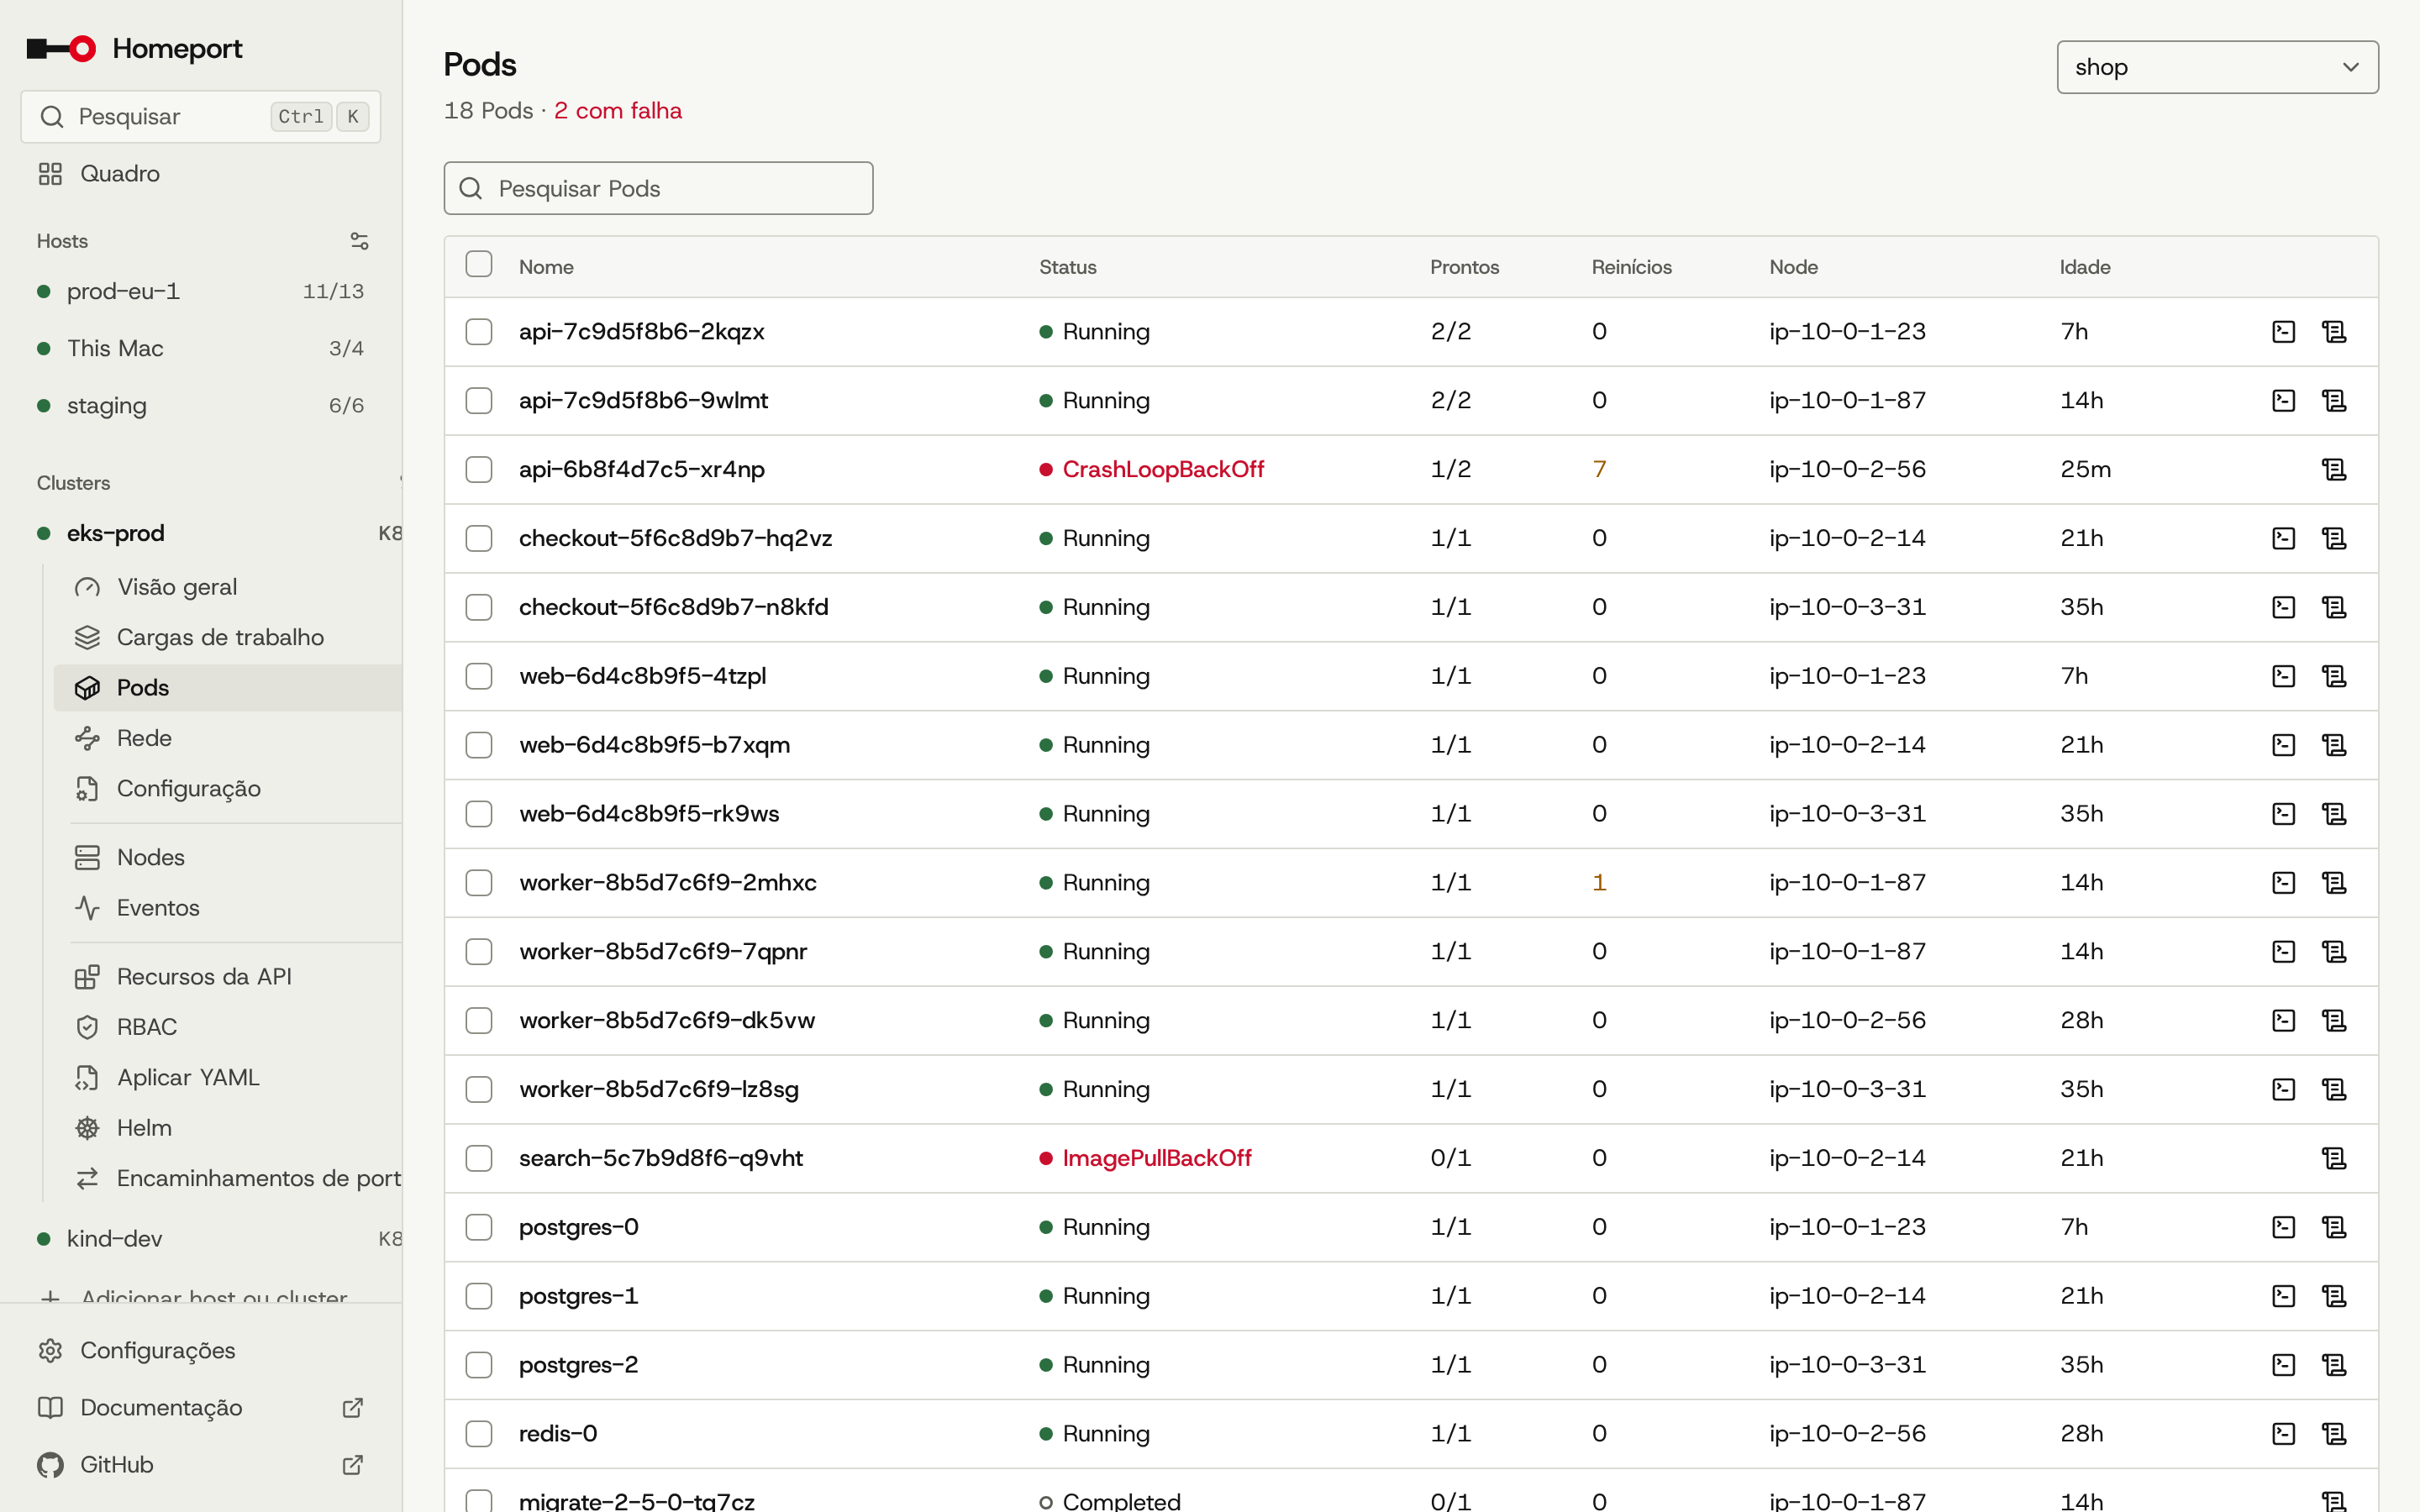 Homeport
Pesquisar Ctrl K
Quadro
Hosts
prod-eu-1 11/13
This Mac 3/4
staging 6/6
Clusters
eks-prod K8
Visão geral
Cargas de trabalho
Pods
Rede
Configuração
Nodes
Eventos
Recursos da API
RBAC
Aplicar YAML
Helm
Encaminhamentos de port
kind-dev K8
Adicionar host ou cluster
Configurações
Documentação
GitHub
Pods
18 Pods · 2 com falha
shop
Pesquisar Pods
Nome Status Prontos Reinícios Node Idade
api-7c9d5f8b6-2kqzx Running 2/2 0 ip-10-0-1-23 7h
api-7c9d5f8b6-9wlmt Running 2/2 0 ip-10-0-1-87 14h
api-6b8f4d7c5-xr4np CrashLoopBackOff 1/2 7 ip-10-0-2-56 25m
checkout-5f6c8d9b7-hq2vz Running 1/1 0 ip-10-0-2-14 21h
checkout-5f6c8d9b7-n8kfd Running 1/1 0 ip-10-0-3-31 35h
web-6d4c8b9f5-4tzpl Running 1/1 0 ip-10-0-1-23 7h
web-6d4c8b9f5-b7xqm Running 1/1 0 ip-10-0-2-14 21h
web-6d4c8b9f5-rk9ws Running 1/1 0 ip-10-0-3-31 35h
worker-8b5d7c6f9-2mhxc Running 1/1 1 ip-10-0-1-87 14h
worker-8b5d7c6f9-7qpnr Running 1/1 0 ip-10-0-1-87 14h
worker-8b5d7c6f9-dk5vw Running 1/1 0 ip-10-0-2-56 28h
worker-8b5d7c6f9-lz8sg Running 1/1 0 ip-10-0-3-31 35h
search-5c7b9d8f6-q9vht ImagePullBackOff 0/1 0 ip-10-0-2-14 21h
postgres-0 Running 1/1 0 ip-10-0-1-23 7h
postgres-1 Running 1/1 0 ip-10-0-2-14 21h
postgres-2 Running 1/1 0 ip-10-0-3-31 35h
redis-0 Running 1/1 0 ip-10-0-2-56 28h
migrate-2-5-0-tq7cz Completed 0/1 0 ip-10-0-1-87 14h